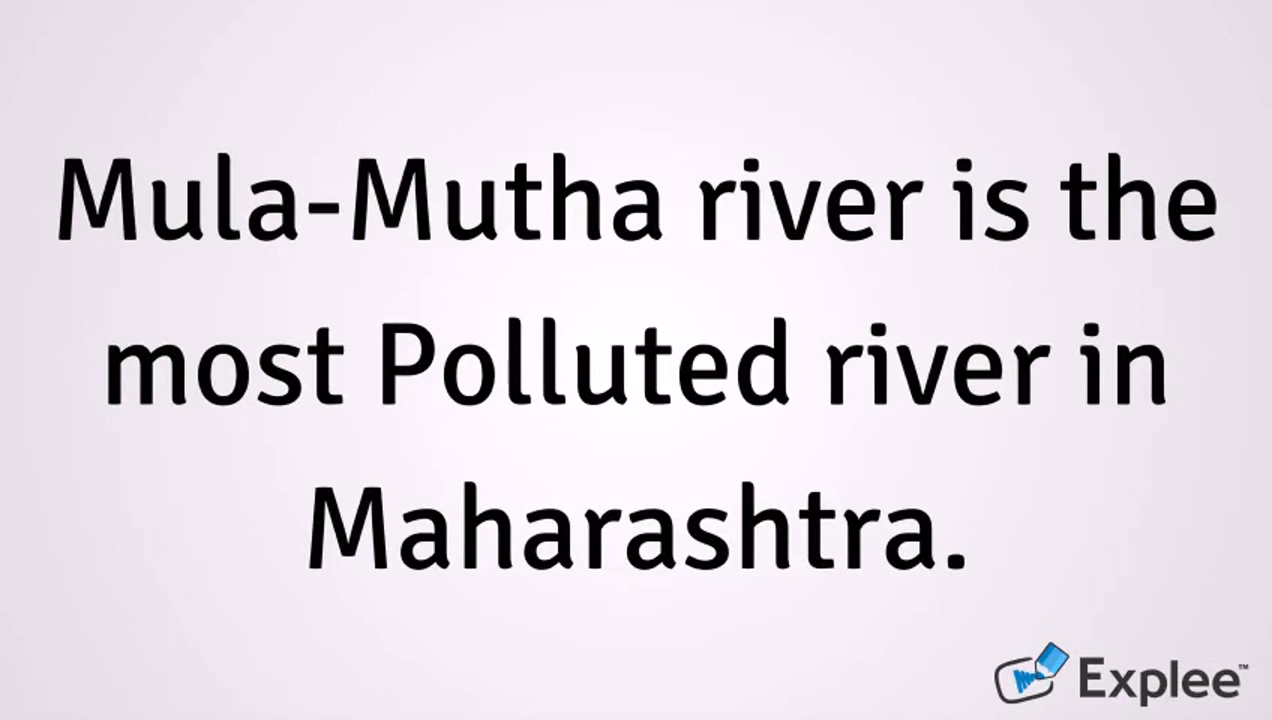 Mula-Mutha river is the
most Polluted river in
Maharashtra.
Explee™